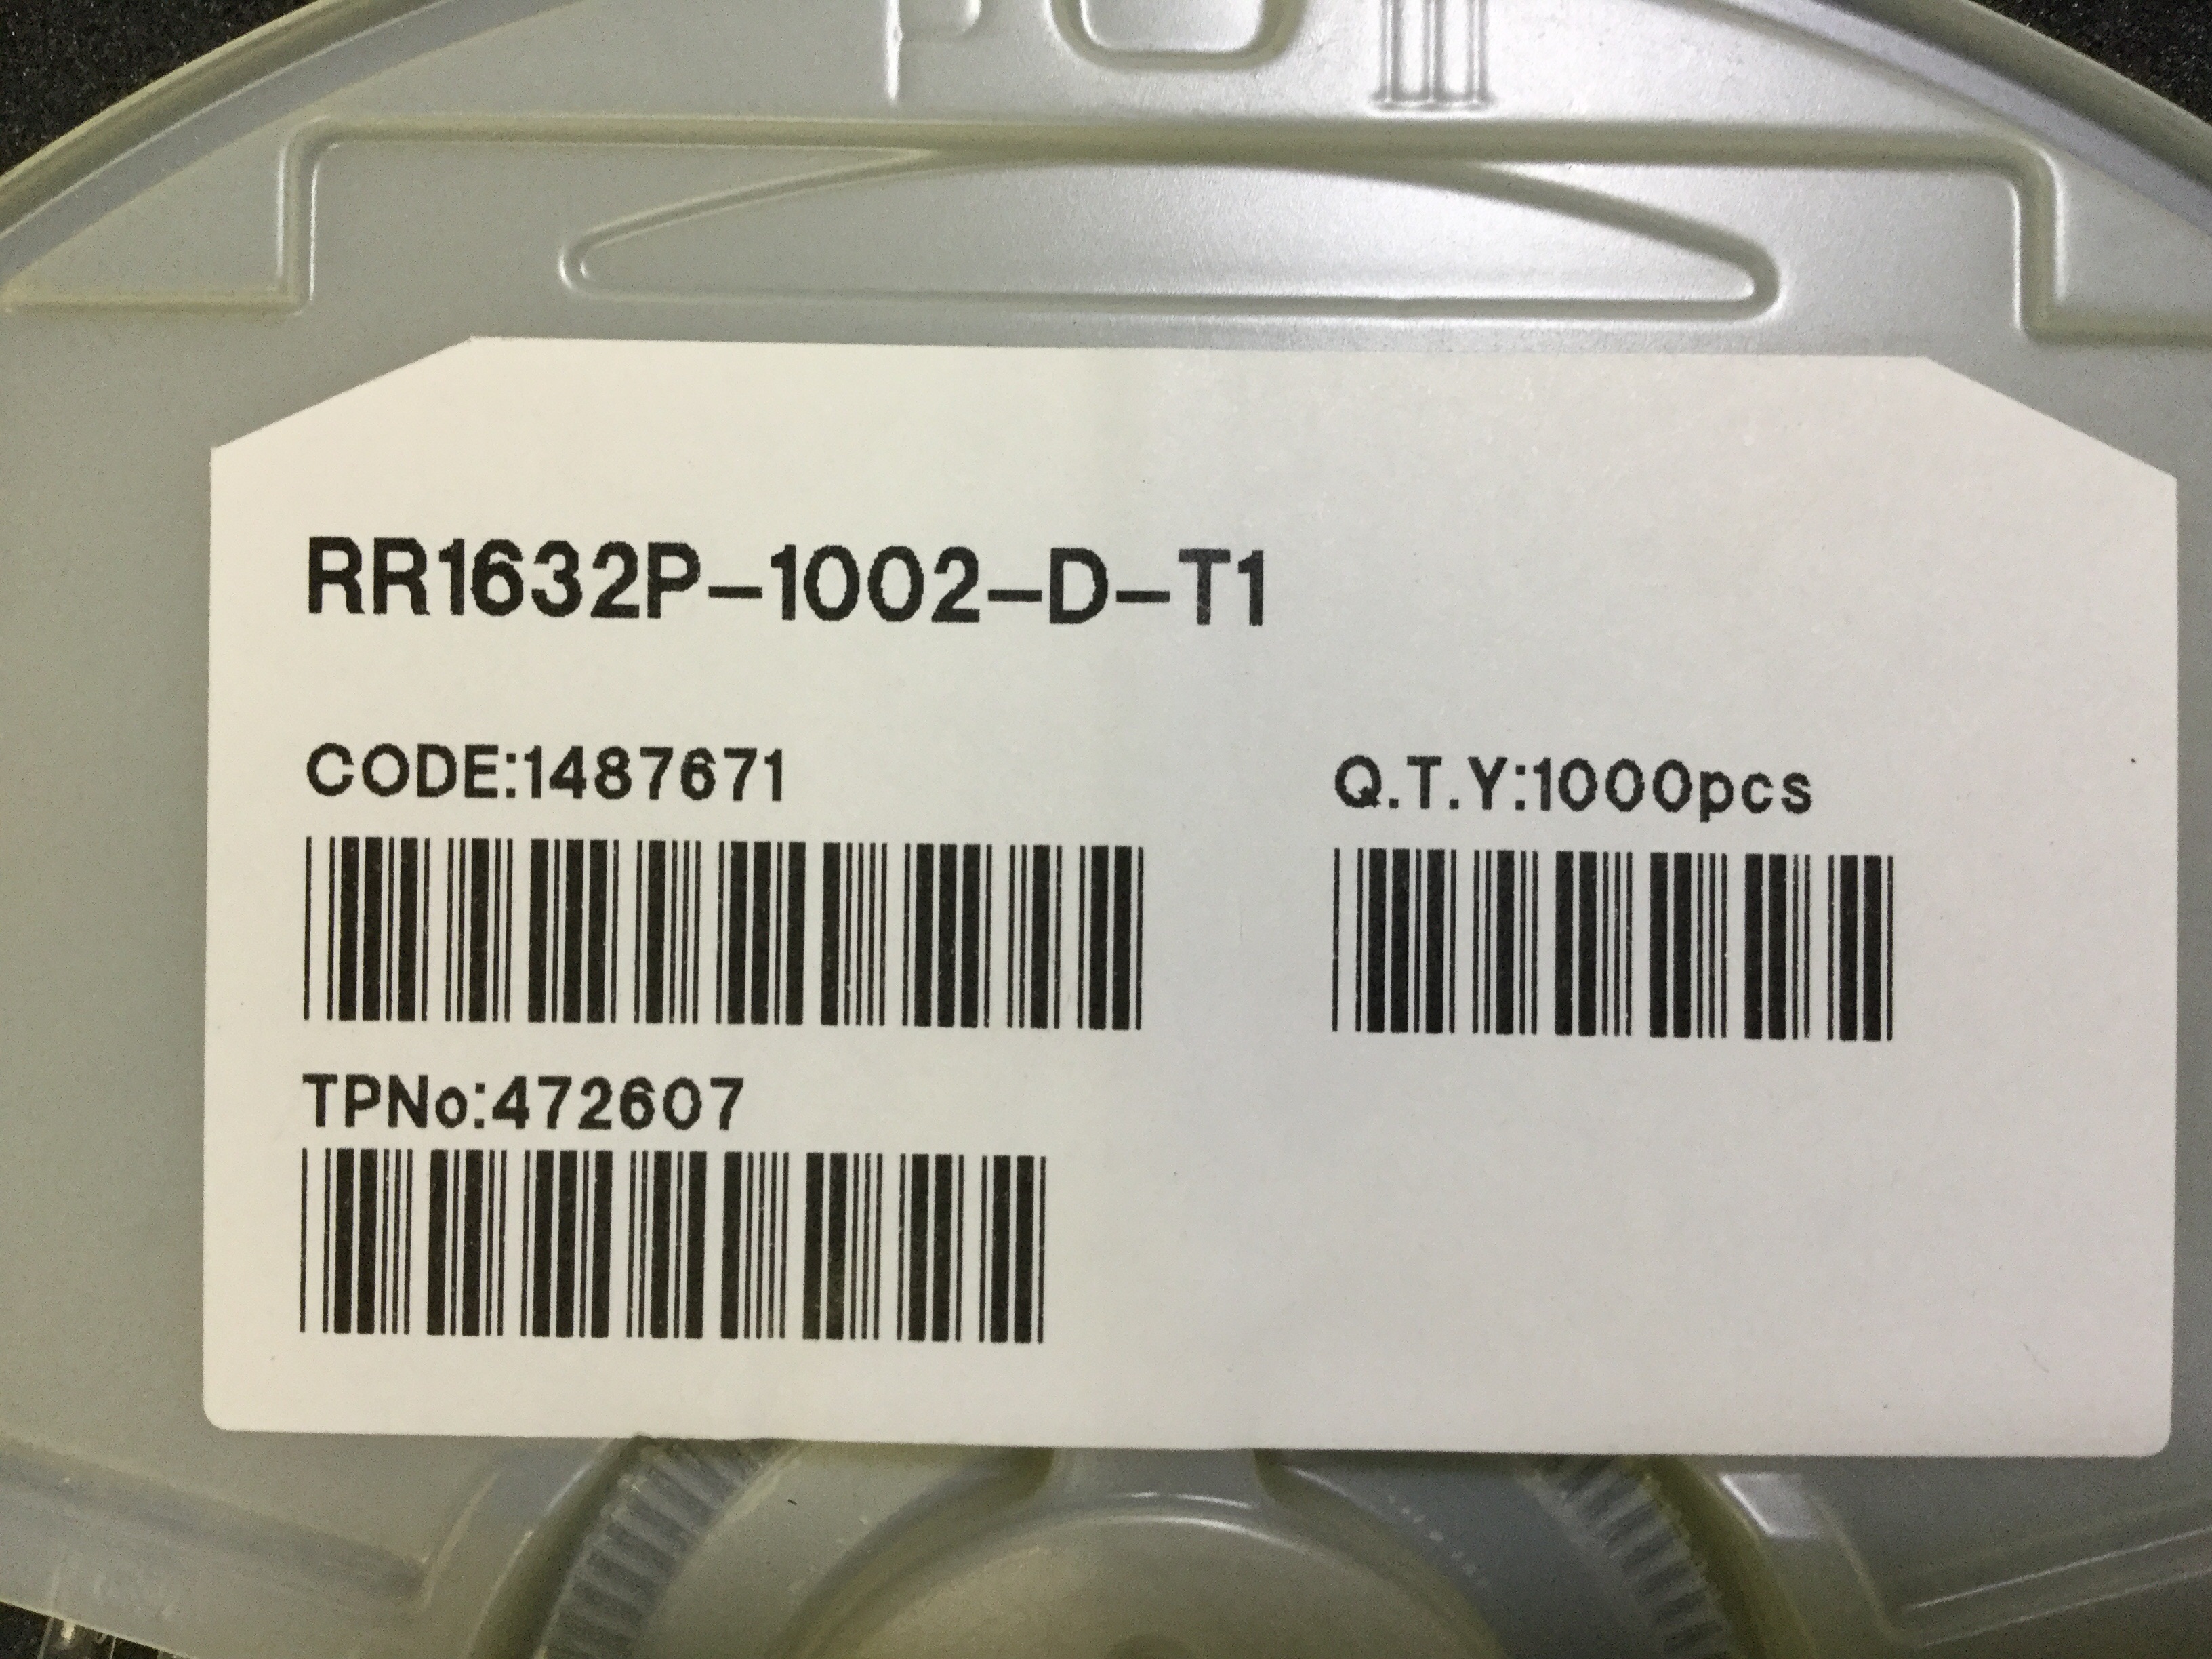 RR1632P-1002-D-T1
CODE:1487671
Q.T.Y:1000pcs
TPNo:472607